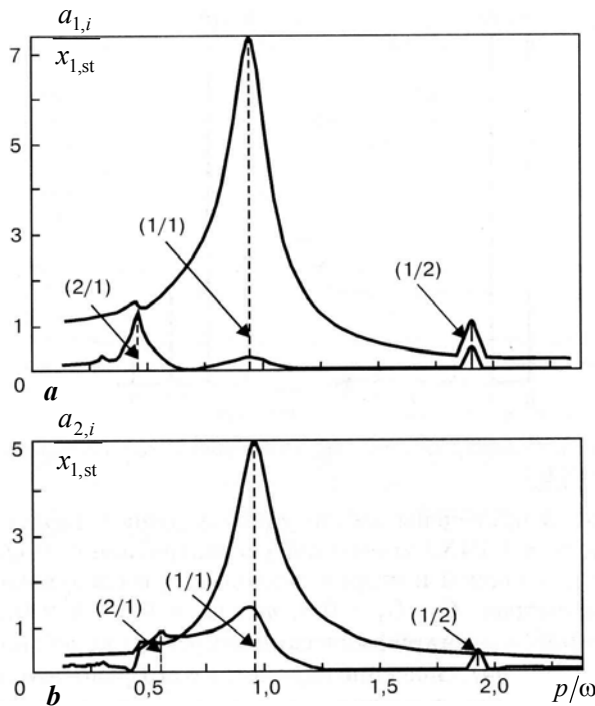 a1,i
x1,st
7
5
3
1
0
(2/1)
(1/1)
(1/2)
a
a2,i
x1,st
5
3
1
0
(2/1)
(1/1)
(1/2)
b
0,5
1,0
1,5
2,0
p/ω